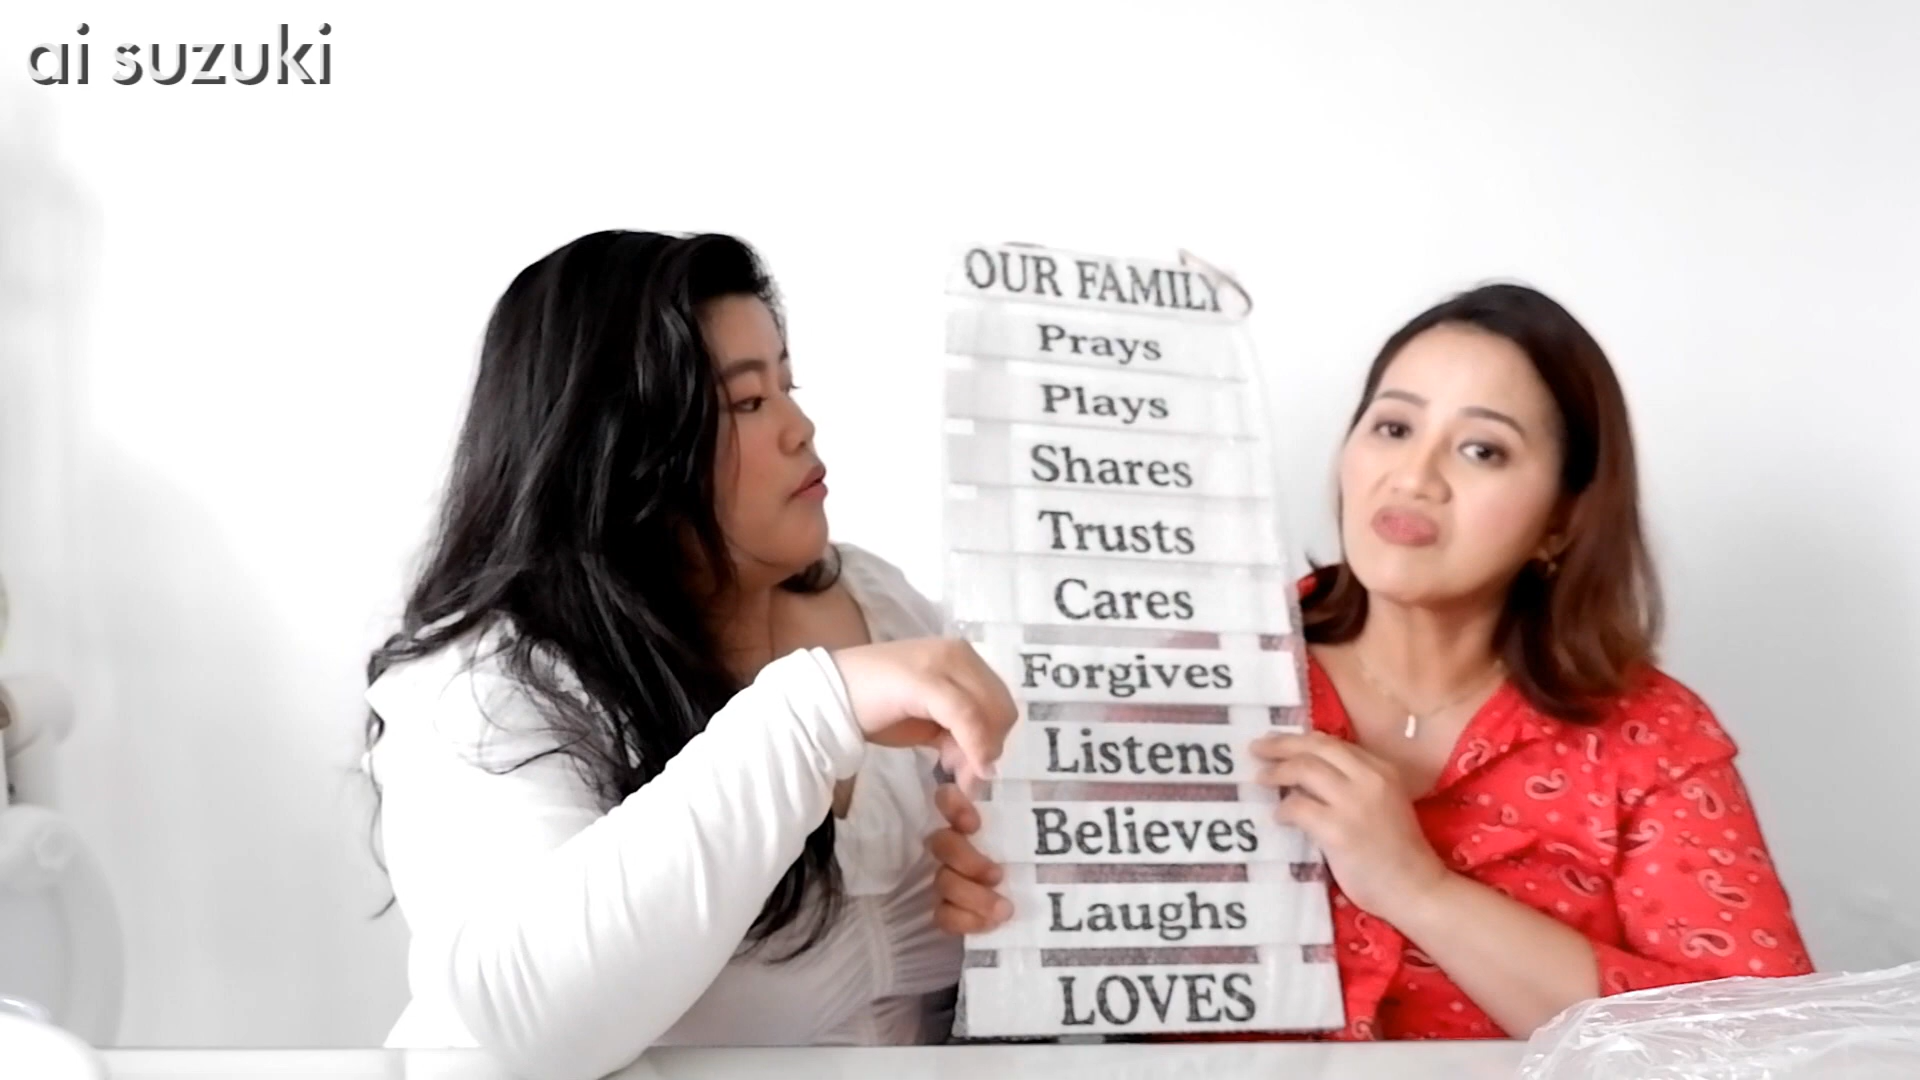 ai suzuki
OUR FAMILY
Prays
Plays
Shares
Trusts
Cares
Forgives
Listens
Believes
Laughs
LOVES